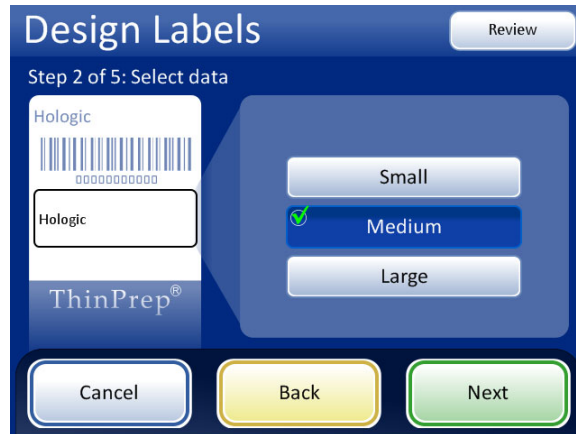 Design Labels
Review
Step 2 of 5: Select data
Hologic
00000000000
Hologic
ThinPrep®
Small
Medium
Large
Cancel
Back
Next